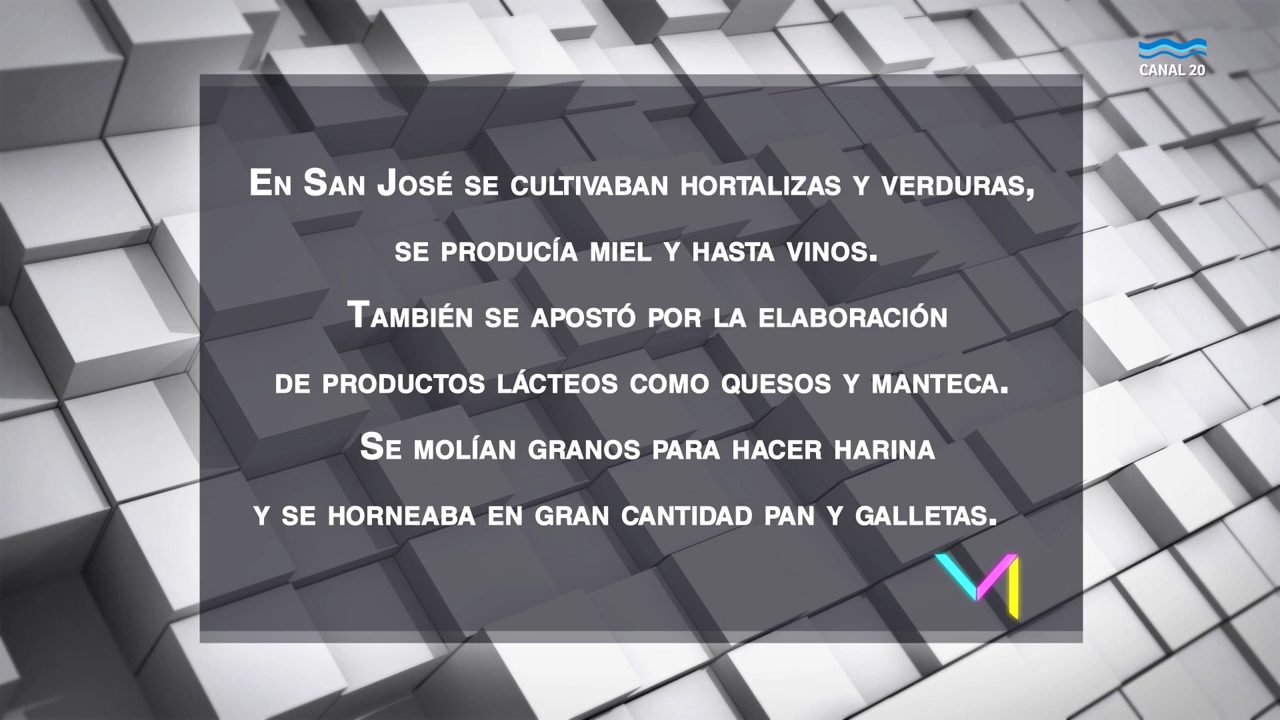 CANAL 20
En San José se cultivaban hortalizas y verduras,
se producía miel y hasta vinos.
También se apostó por la elaboración
de productos lácteos como quesos y manteca.
Se molían granos para hacer harina
y se horneaba en gran cantidad pan y galletas.